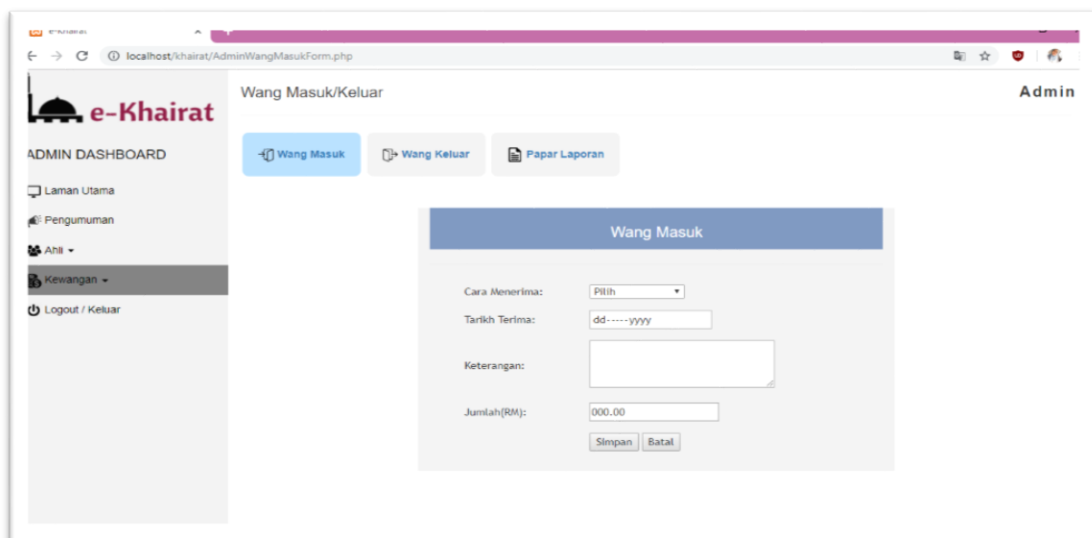 e-Khairat
localhost/khairat/AdminWangMasukForm.php
e-Khairat
Wang Masuk/Keluar
Admin
ADMIN DASHBOARD
Wang Masuk
Wang Keluar
Papar Laporan
Laman Utama
Pengumuman
Ahli
Kewangan
Logout / Keluar
Wang Masuk
Cara Menerima:
Pilih
Tarikh Terima:
dd-----yyyy
Keterangan:
Jumlah(RM):
000.00
Simpan
Batal